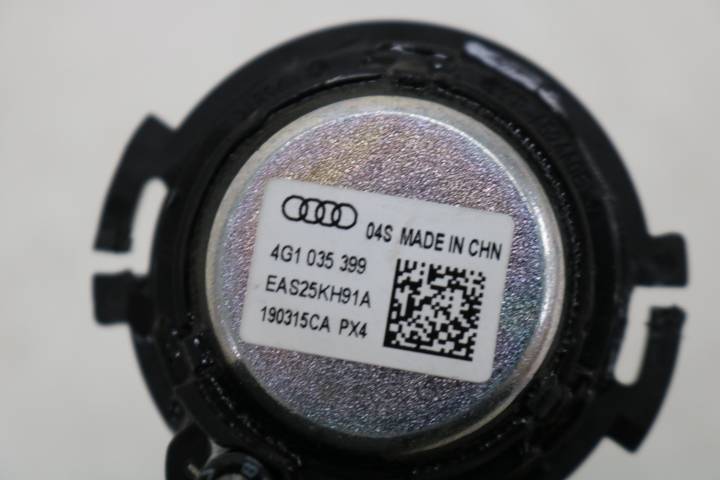 04S MADE IN CHN
4G1 035 399
EAS25KH91A
190315CA PX4